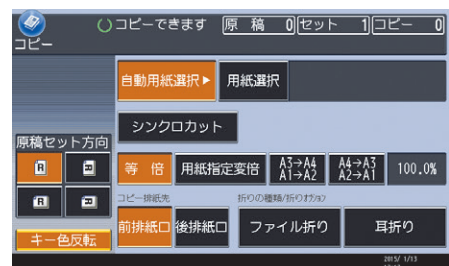 コピーできます 原 稿 0 セット 1 コピー 0
コピー
自動用紙選択▶ 用紙選択
シンクロカット
原稿セット方向
等 倍 用紙指定変倍 A3→A4 A1→A2 A4→A3 A2→A1 100.0%
コピー排紙先 折りの種類/折りオプション
前排紙口 後排紙口 ファイル折り 耳折り
キー色反転
2015/ 1/13